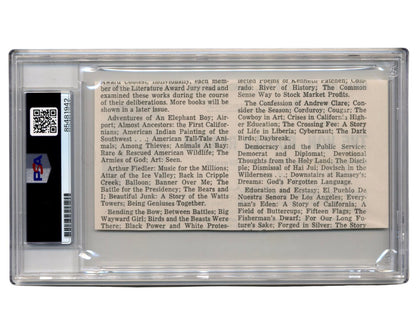 Award Contest. Individually, each mem-
ber of the Literature Award Jury read and
examined these works during the course
of their deliberations. More books will be
shown in a later issue.
Adventures of An Elephant Boy; Air-
port; Almost Ancestors: the First Califor-
nians; American Indian Painting of the
Southwest; American Tall-Tale Ani-
mals; Among Thieves; Animals At Bay:
Rare & Rescued American Wildlife; The
Armies of God: Art: Seen.
Arthur Fiedler: Music for the Millions;
Attar of the Ice Valley; Back in Cripple
Creek; Balloon; Banner Over Me; The
Battle for the Presidency; The Bears and
I; Beautiful Junk: A Story of the Watts
Towers; Being Geniuses Together.
Bending the Bow; Between Battles; Big
Wayward Girl; Birds and the Beasts Were
There; Black Power and White Protes-
lected Poems of Kenneth Patchen; Colo-
rado: River of History; The Common
Sense Way to Stock Market Profits.
The Confession of Andrew Clare; Con-
sider the Season; Corduroy; Cougar; The
Cowboy in Art; Crises in California High-
er Education; The Crossing Fee: A Story
of Life in Liberia; Cybernaut; The Dark
Birds; Daybreak.
Democracy and the Public Service;
Demorest and Diplomat; Devotional
Thoughts from the Holy Land; The Disci-
ple; Dismissal of Hai Jui; Dovisch in the
Wilderness . . .; Downstairs at Ramsey's;
Drama; God's Forgotten Language.
Education and Ecstasy; El Pueblo De
Nuestra Senora De Los Angeles; Every-
man's Eden: A Story of California; A
Field of Buttercups; Fifteen Flags; The
Fisherman's Dwarf; For Our Long Fo-
ture's Sake; Forged in Silver: The Story
85481942
PSA